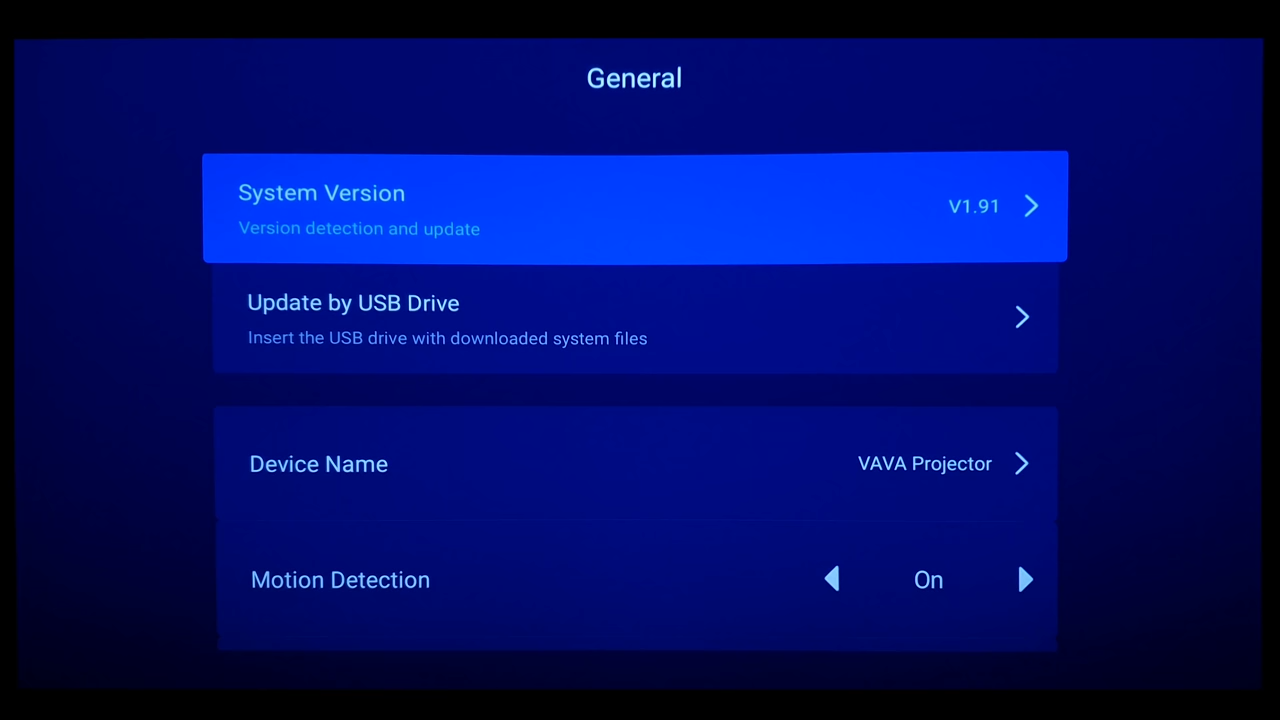 General
System Version
V1.91
Version detection and update
Update by USB Drive
Insert the USB drive with downloaded system files
Device Name
VAVA Projector
Motion Detection
On